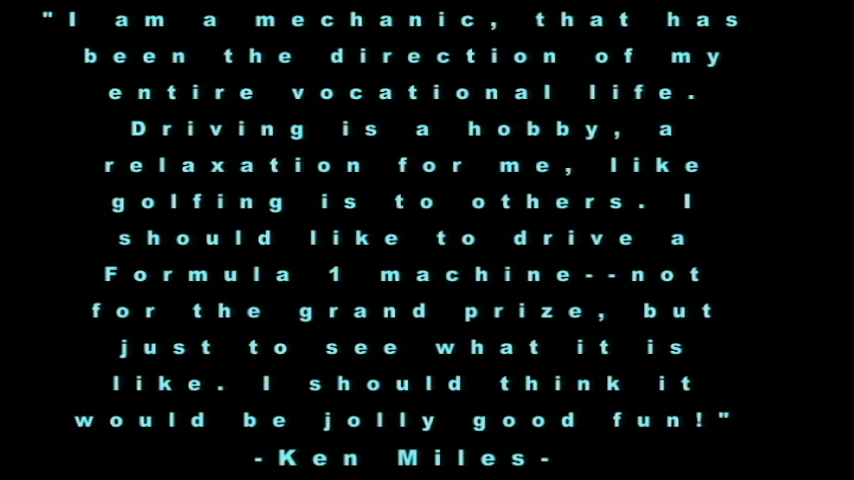 "I am a mechanic, that has
been the direction of my
entire vocational life.
Driving is a hobby, a
relaxation for me, like
golfing is to others. I
should like to drive a
Formula 1 machine--not
for the grand prize, but
just to see what it is
like. I should think it
would be jolly good fun!"
-Ken Miles-